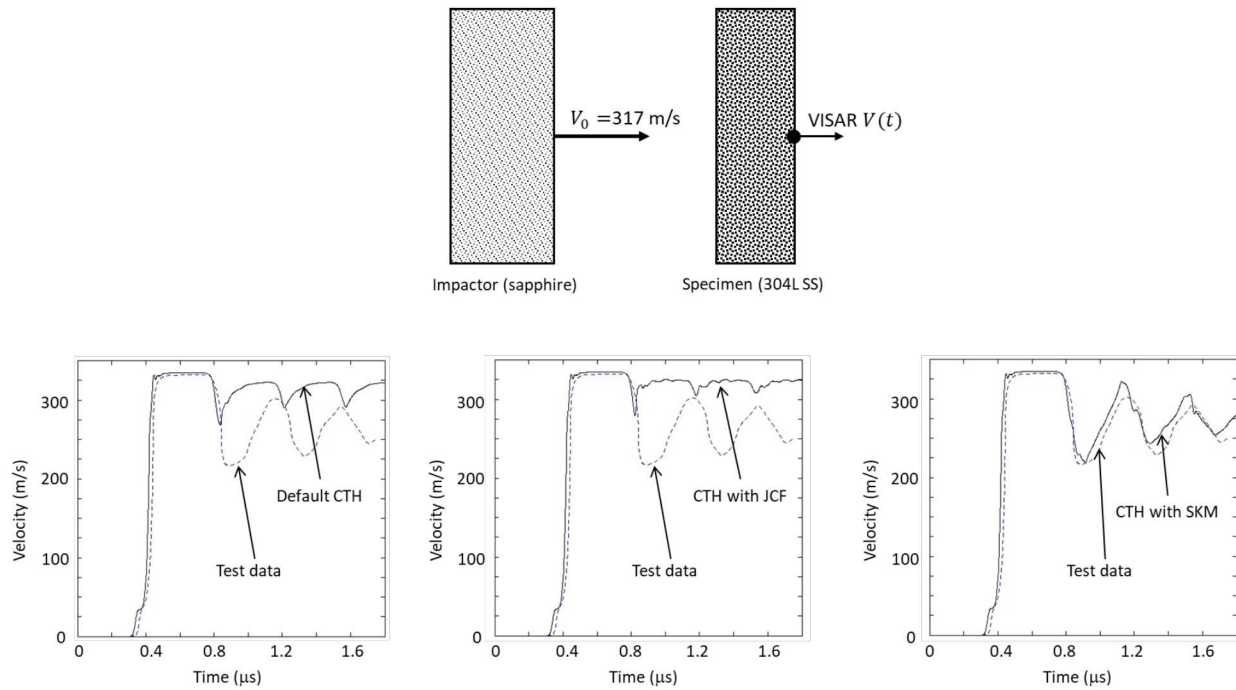 V₀ =317 m/s
VISAR V(t)
Impactor (sapphire)
Specimen (304L SS)
Velocity (m/s)
300
200
100
0
Default CTH
Test data
0
0.4
0.8
1.2
1.6
Time (μs)
Velocity (m/s)
300
200
100
0
CTH with JCF
Test data
0
0.4
0.8
1.2
1.6
Time (μs)
Velocity (m/s)
300
200
100
0
CTH with SKM
Test data
0
0.4
0.8
1.2
1.6
Time (μs)